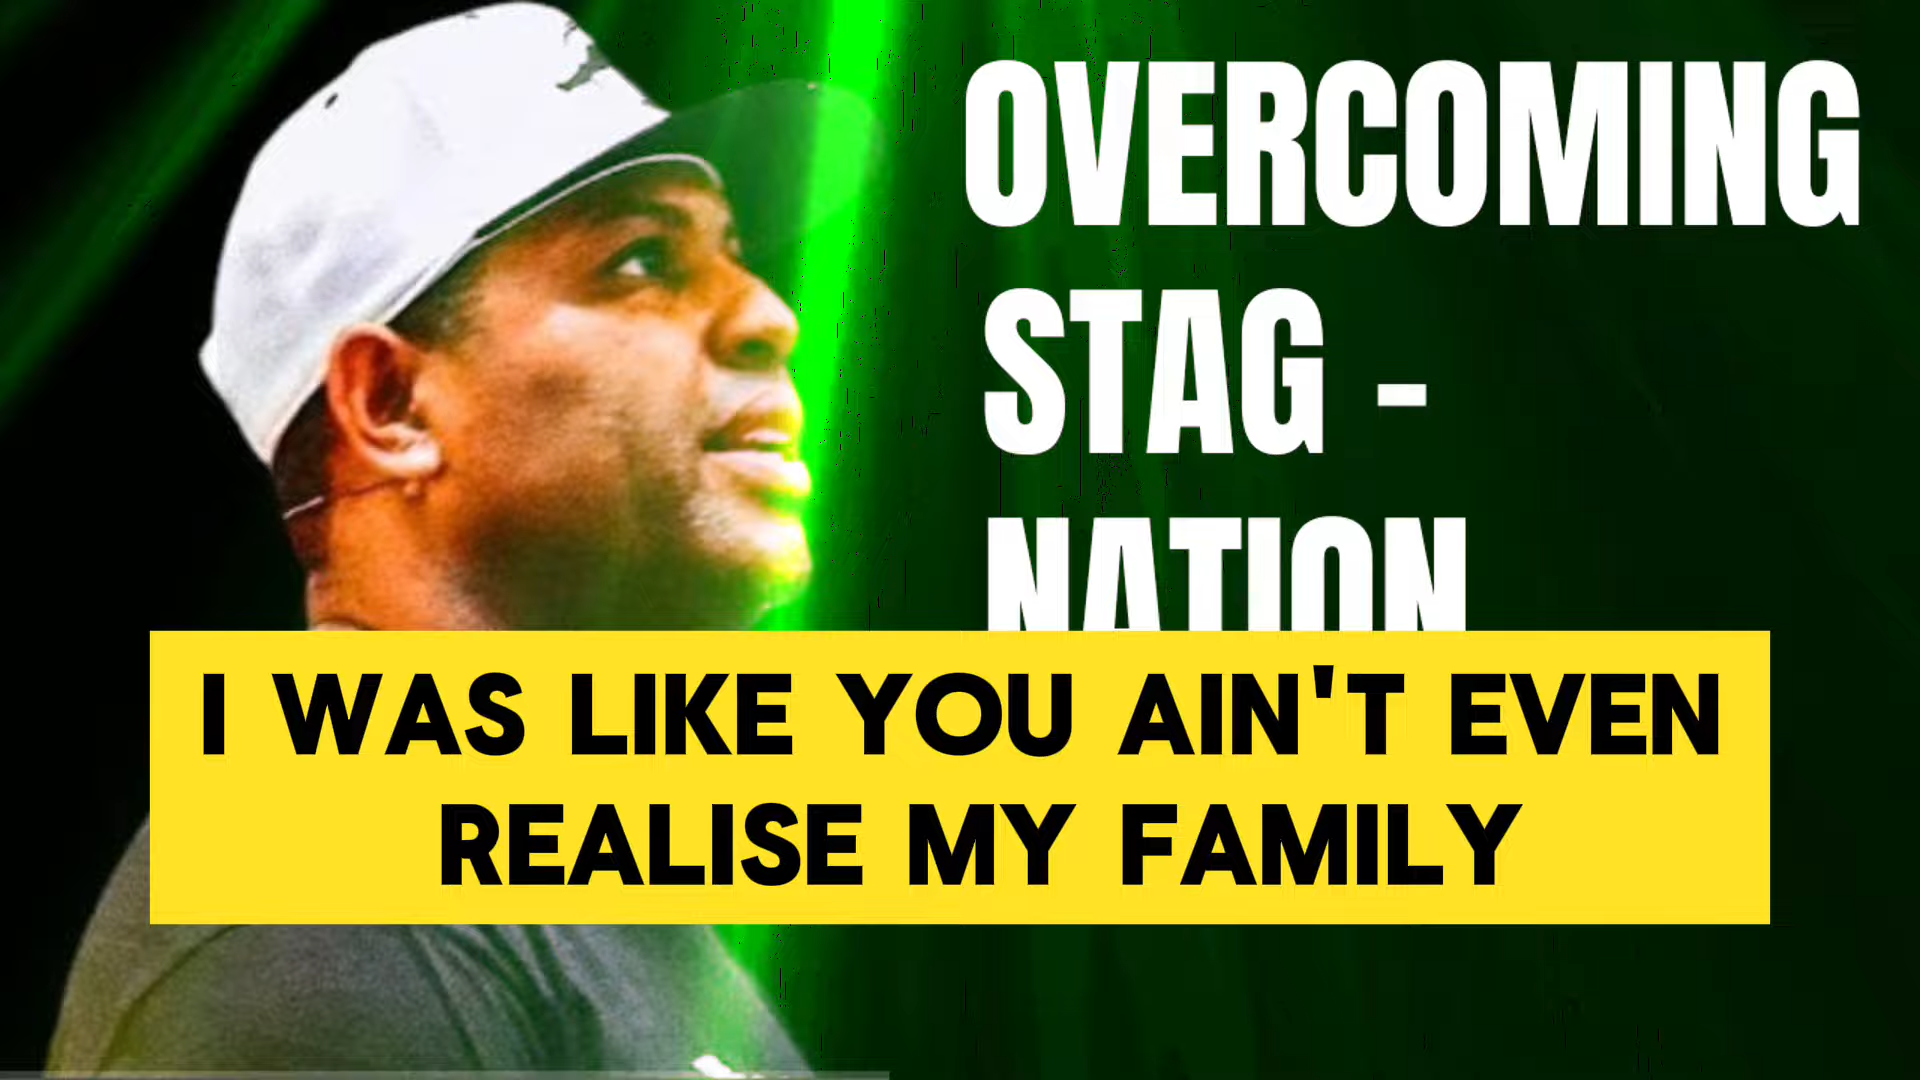 OVERCOMING
STAG -
NATION
I WAS LIKE YOU AIN'T EVEN
REALISE MY FAMILY